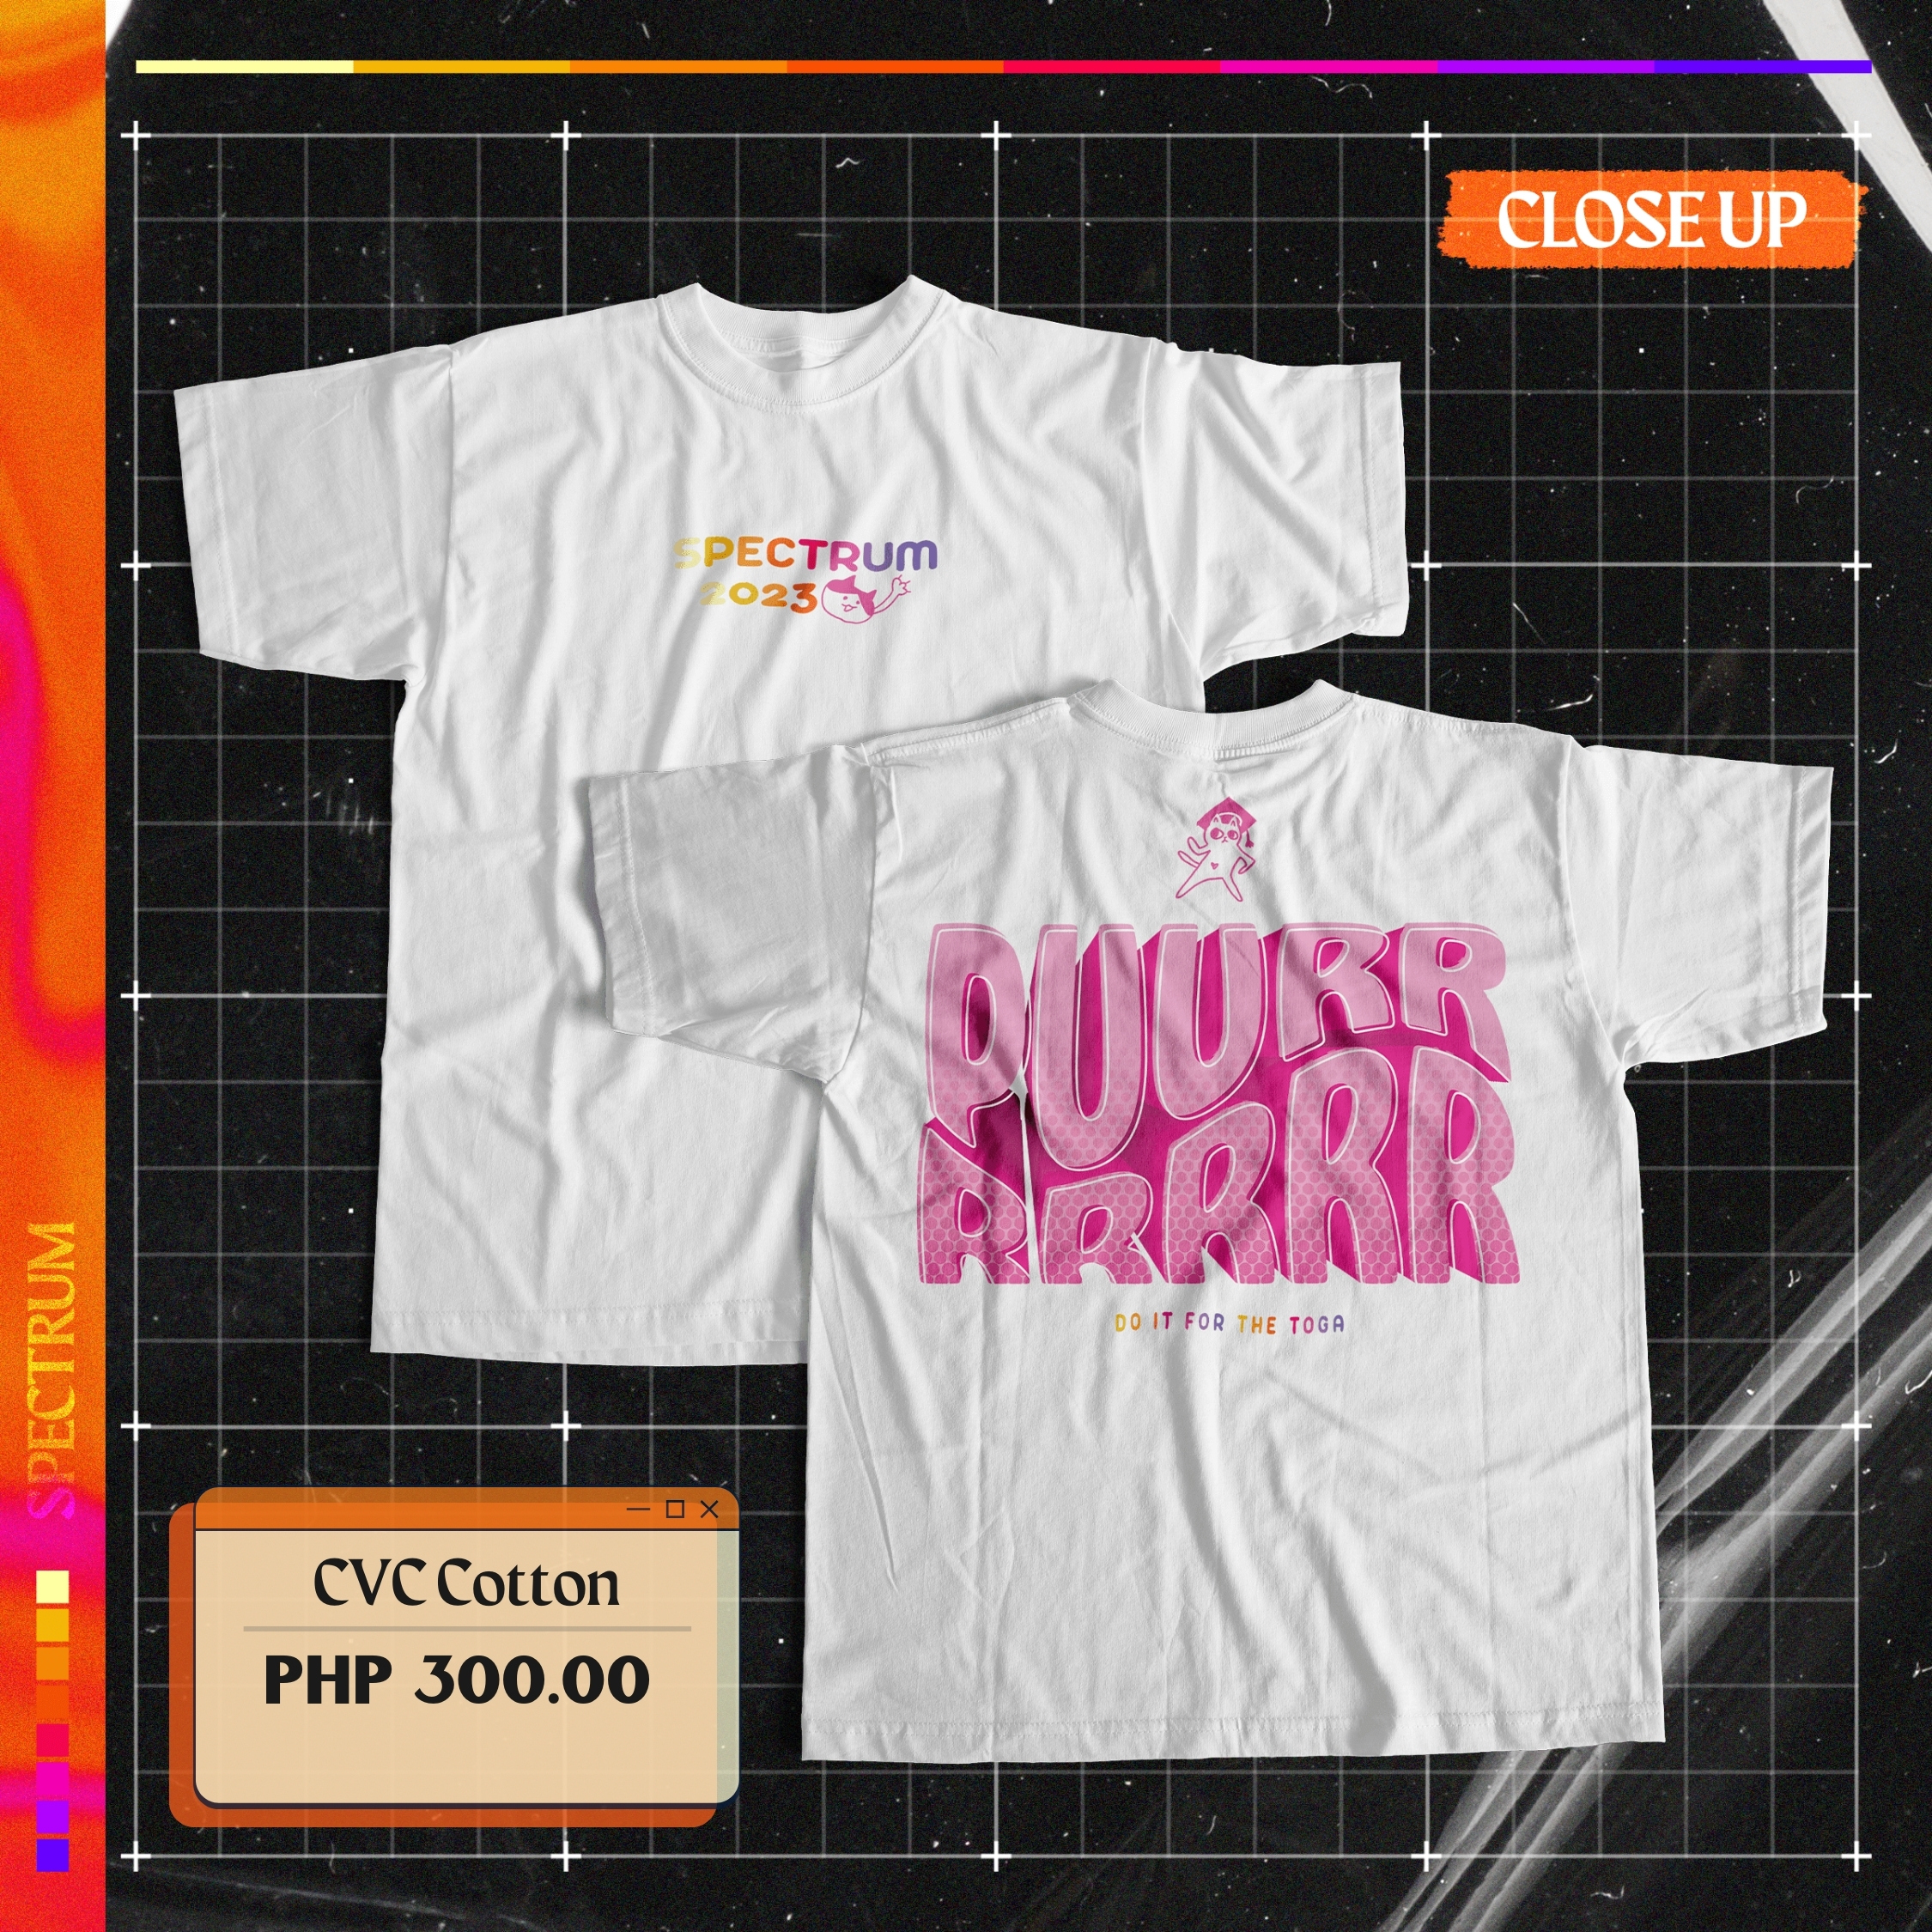 CLOSE UP
SPECTRUM
2023
PUURR
RRRRR
DO IT FOR THE TOGA
SPECTRUM
CVC Cotton
PHP 300.00